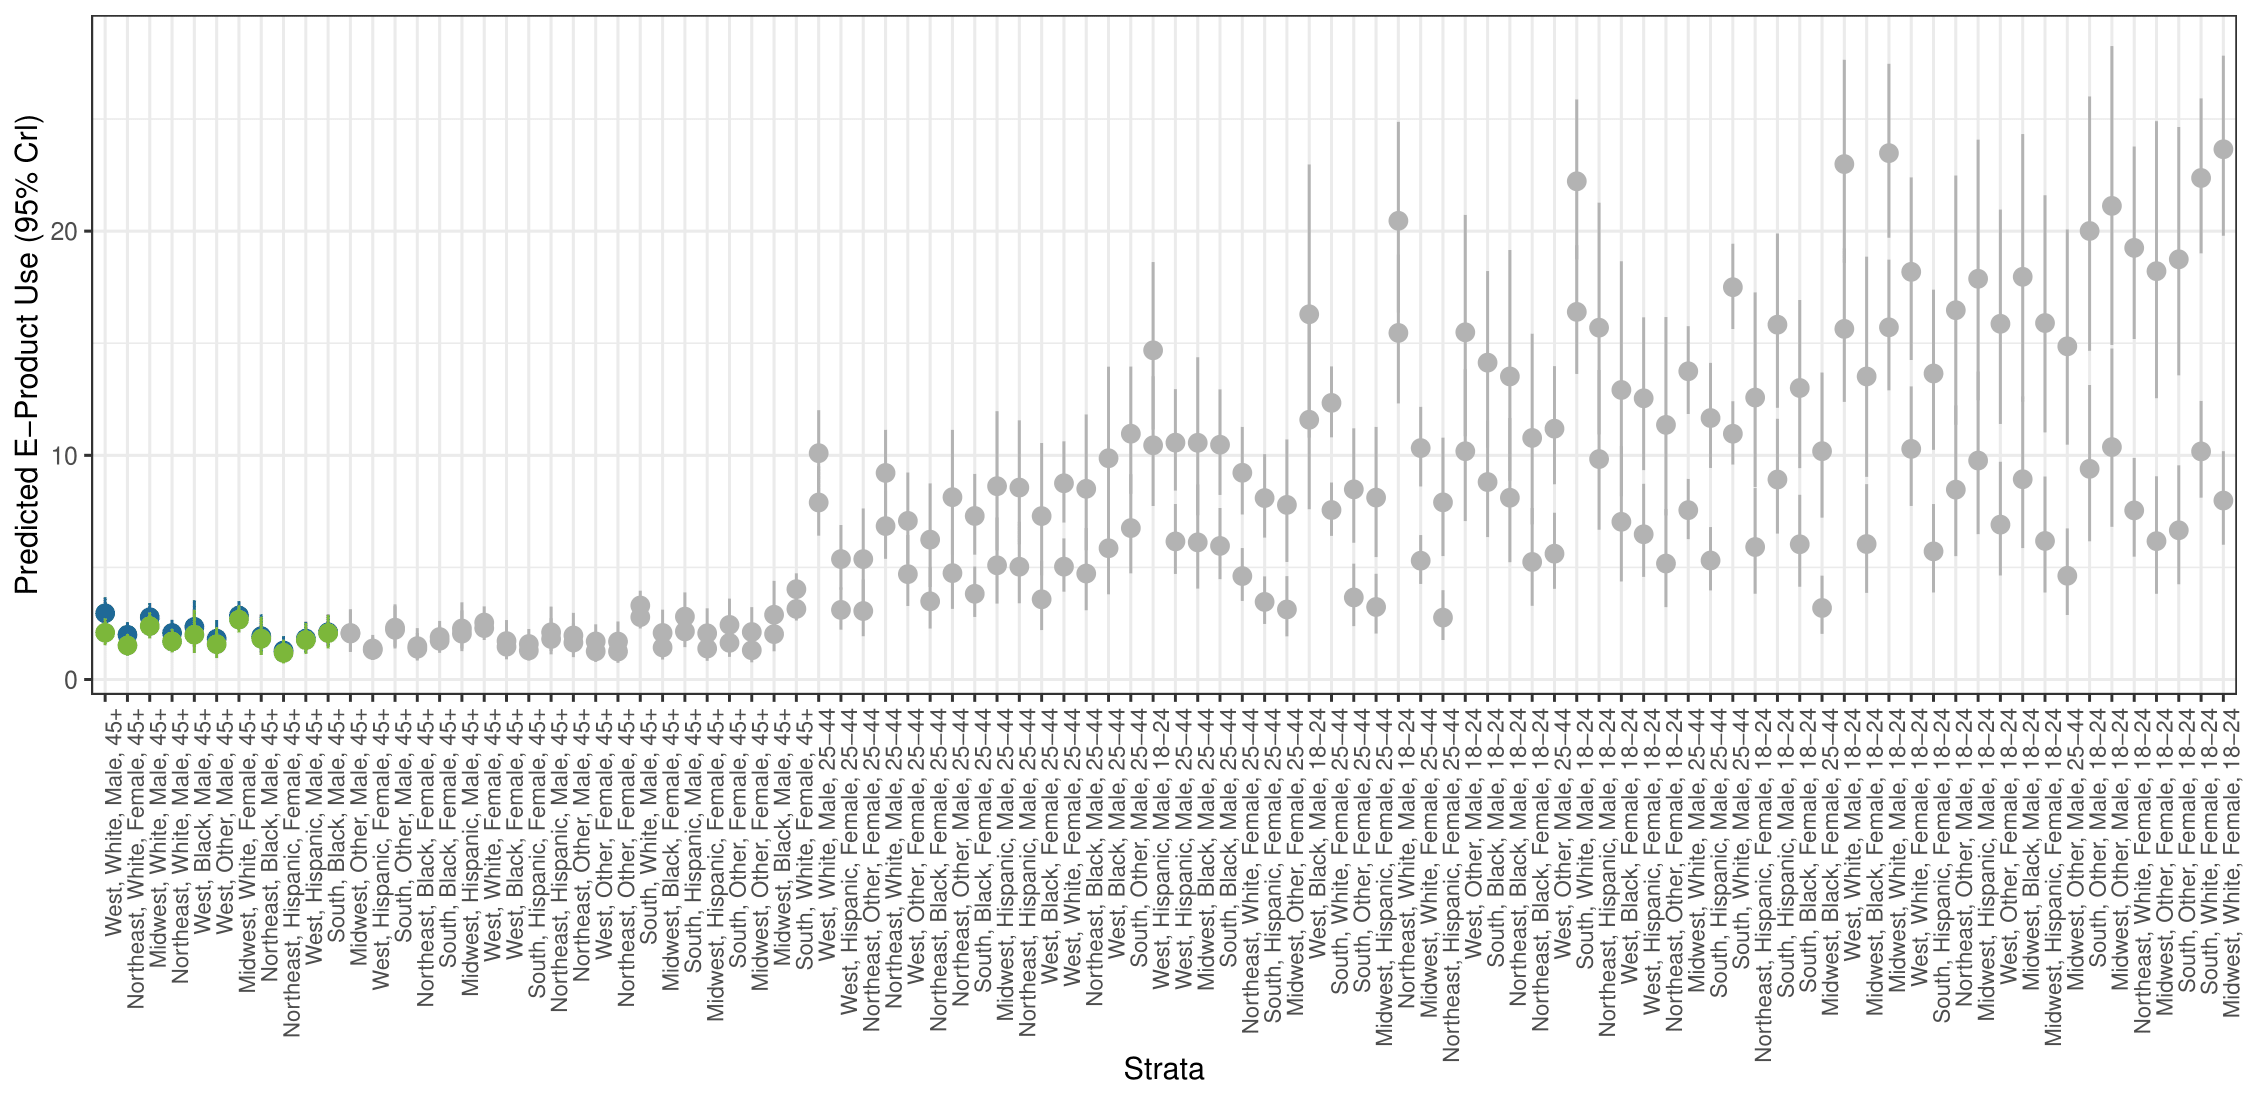 Predicted E−Product Use (95% CrI)
20
10
0
West, White, Male, 45+
Northeast, White, Female, 45+
Midwest, White, Male, 45+
Northeast, White, Male, 45+
West, Black, Male, 45+
West, Other, Male, 45+
Midwest, White, Female, 45+
Northeast, Black, Male, 45+
Northeast, Hispanic, Female, 45+
West, Hispanic, Male, 45+
South, Black, Male, 45+
Midwest, Other, Male, 45+
West, Hispanic, Female, 45+
South, Other, Male, 45+
Northeast, Black, Female, 45+
South, Black, Female, 45+
Midwest, Hispanic, Male, 45+
West, White, Female, 45+
West, Black, Female, 45+
South, Hispanic, Female, 45+
Northeast, Hispanic, Male, 45+
Northeast, Other, Male, 45+
West, Other, Female, 45+
Northeast, Other, Female, 45+
South, White, Male, 45+
Midwest, Black, Female, 45+
South, Hispanic, Male, 45+
Midwest, Hispanic, Female, 45+
South, Other, Female, 45+
Midwest, Other, Female, 45+
Midwest, Black, Male, 45+
South, White, Female, 45+
West, White, Male, 25−44
West, Hispanic, Female, 25−44
Northeast, Other, Female, 25−44
Northeast, White, Male, 25−44
West, Other, Female, 25−44
Northeast, Black, Female, 25−44
Northeast, Other, Male, 25−44
South, Black, Female, 25−44
Midwest, Hispanic, Male, 25−44
Northeast, Hispanic, Male, 25−44
West, Black, Female, 25−44
West, White, Female, 25−44
Northeast, Black, Male, 25−44
West, Black, Male, 25−44
South, Other, Male, 25−44
West, Hispanic, Male, 18−24
West, Hispanic, Male, 25−44
Midwest, Black, Male, 25−44
South, Black, Male, 25−44
Northeast, White, Female, 25−44
South, Hispanic, Female, 25−44
Midwest, Other, Female, 25−44
West, Black, Male, 18−24
South, White, Male, 25−44
South, Other, Female, 25−44
Midwest, Hispanic, Female, 25−44
Northeast, White, Male, 18−24
Midwest, White, Female, 25−44
Northeast, Hispanic, Female, 25−44
West, Other, Male, 18−24
South, Black, Male, 18−24
Northeast, Black, Male, 18−24
Northeast, Black, Female, 18−24
West, Other, Male, 25−44
South, White, Male, 18−24
Northeast, Hispanic, Male, 18−24
West, Black, Female, 18−24
West, Hispanic, Female, 18−24
Northeast, Other, Female, 18−24
Midwest, White, Male, 25−44
South, Hispanic, Male, 25−44
South, White, Female, 25−44
Northeast, Hispanic, Female, 18−24
South, Hispanic, Male, 18−24
South, Black, Female, 18−24
Midwest, Black, Female, 25−44
West, White, Male, 18−24
Midwest, Black, Female, 18−24
Midwest, White, Male, 18−24
West, White, Female, 18−24
South, Hispanic, Female, 18−24
Northeast, Other, Male, 18−24
Midwest, Hispanic, Male, 18−24
West, Other, Female, 18−24
Midwest, Black, Male, 18−24
Midwest, Hispanic, Female, 18−24
Midwest, Other, Male, 25−44
South, Other, Male, 18−24
Midwest, Other, Male, 18−24
Northeast, White, Female, 18−24
Midwest, Other, Female, 18−24
South, Other, Female, 18−24
South, White, Female, 18−24
Midwest, White, Female, 18−24
Strata